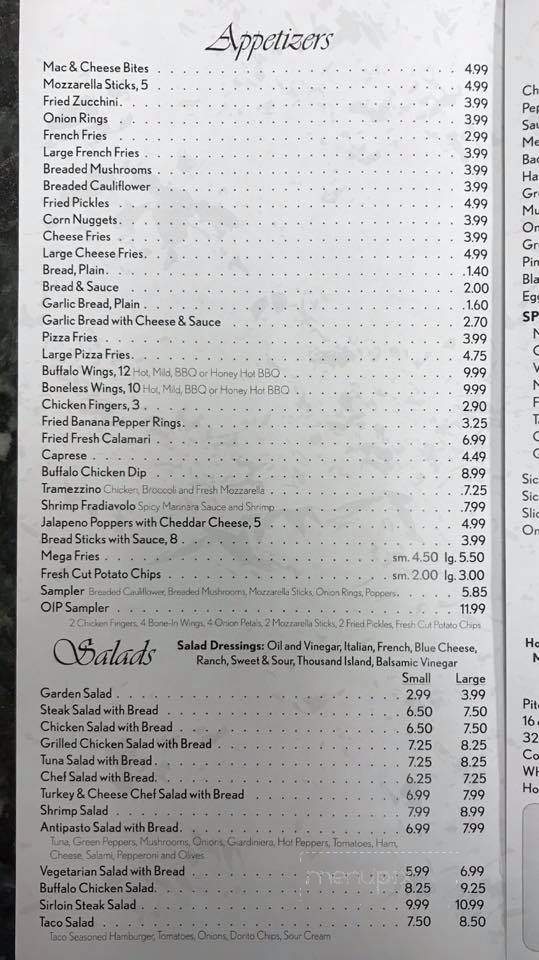 Appetizers
Mac & Cheese Bites 4.99
Mozzarella Sticks, 5 4.99
Fried Zucchini 3.99
Onion Rings 3.99
French Fries 2.99
Large French Fries 3.99
Breaded Mushrooms 3.99
Breaded Cauliflower 3.99
Fried Pickles 4.99
Corn Nuggets 3.99
Cheese Fries 3.99
Large Cheese Fries 4.99
Bread, Plain 1.40
Bread & Sauce 2.00
Garlic Bread, Plain 1.60
Garlic Bread with Cheese & Sauce 2.70
Pizza Fries 3.99
Large Pizza Fries 4.75
Buffalo Wings, 12 Hot, Mild, BBQ or Honey Hot BBQ 9.99
Boneless Wings, 10 Hot, Mild, BBQ or Honey Hot BBQ 9.99
Chicken Fingers, 3 2.90
Fried Banana Pepper Rings 3.25
Fried Fresh Calamari 6.99
Caprese 4.49
Buffalo Chicken Dip 8.99
Tramezzino Chicken, Broccoli and Fresh Mozzarella 7.25
Shrimp Fradiavolo Spicy Marinara Sauce and Shrimp 7.99
Jalapeno Poppers with Cheddar Cheese, 5 4.99
Bread Sticks with Sauce, 8 3.99
Mega Fries sm. 4.50 lg. 5.50
Fresh Cut Potato Chips sm. 2.00 lg. 3.00
Sampler Breaded Cauliflower, Breaded Mushrooms, Mozzarella Sticks, Onion Rings, Poppers 5.85
OIP Sampler 11.99
2 Chicken Fingers, 4 Bone-In Wings, 4 Onion Petals, 2 Mozzarella Sticks, 2 Fried Pickles, Fresh Cut Potato Chips
Salads
Salad Dressings: Oil and Vinegar, Italian, French, Blue Cheese,
Ranch, Sweet & Sour, Thousand Island, Balsamic Vinegar
Small Large
Garden Salad 2.99 3.99
Steak Salad with Bread 6.50 7.50
Chicken Salad with Bread 6.50 7.50
Grilled Chicken Salad with Bread 7.25 8.25
Tuna Salad with Bread 7.25 8.25
Chef Salad with Bread 6.25 7.25
Turkey & Cheese Chef Salad with Bread 6.99 7.99
Shrimp Salad 7.99 8.99
Antipasto Salad with Bread 6.99 7.99
Tuna, Green Peppers, Mushrooms, Onions, Giardiniera, Hot Peppers, Tomatoes, Ham,
Cheese, Salami, Pepperoni and Olives
Vegetarian Salad with Bread 5.99 6.99
Buffalo Chicken Salad 8.25 9.25
Sirloin Steak Salad 9.99 10.99
Taco Salad 7.50 8.50
Taco Seasoned Hamburger, Tomatoes, Onions, Dorito Chips, Sour Cream